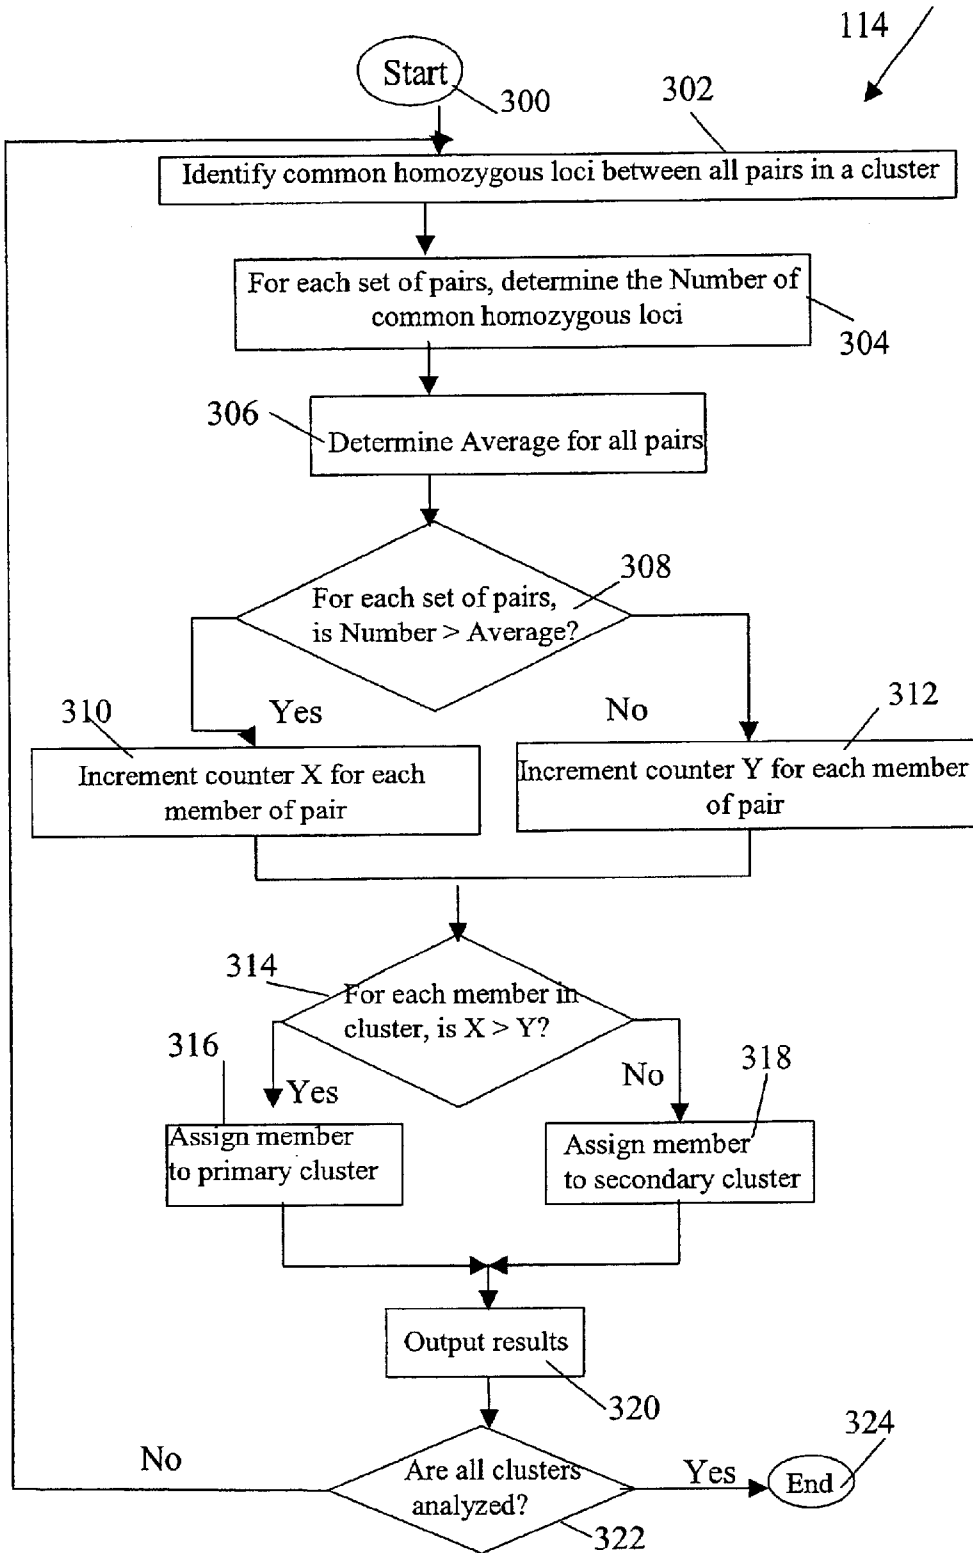 114
Start
300
302
Identify common homozygous loci between all pairs in a cluster
For each set of pairs, determine the Number of
common homozygous loci
304
306
Determine Average for all pairs
308
For each set of pairs,
is Number > Average?
310
Yes
No
312
Increment counter X for each
member of pair
Increment counter Y for each member
of pair
314
For each member in
cluster, is X > Y?
316
Yes
No
318
Assign member
to primary cluster
Assign member
to secondary cluster
Output results
320
No
Are all clusters
analyzed?
Yes
End
324
322